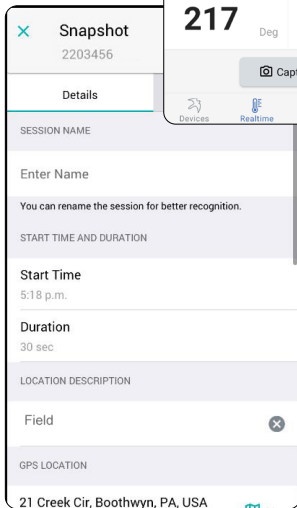 217
Deg
Capt
Devices
Realtime
Snapshot
2203456
Details
SESSION NAME
Enter Name
You can rename the session for better recognition.
START TIME AND DURATION
Start Time
5:18 p.m.
Duration
30 sec
LOCATION DESCRIPTION
Field
GPS LOCATION
21 Creek Cir, Boothwyn, PA, USA